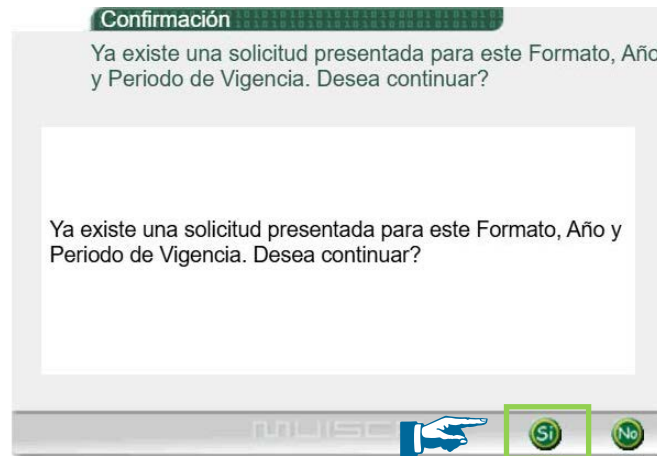 Confirmación
Ya existe una solicitud presentada para este Formato, Año
y Periodo de Vigencia. Desea continuar?
Ya existe una solicitud presentada para este Formato, Año y
Periodo de Vigencia. Desea continuar?
Si
No